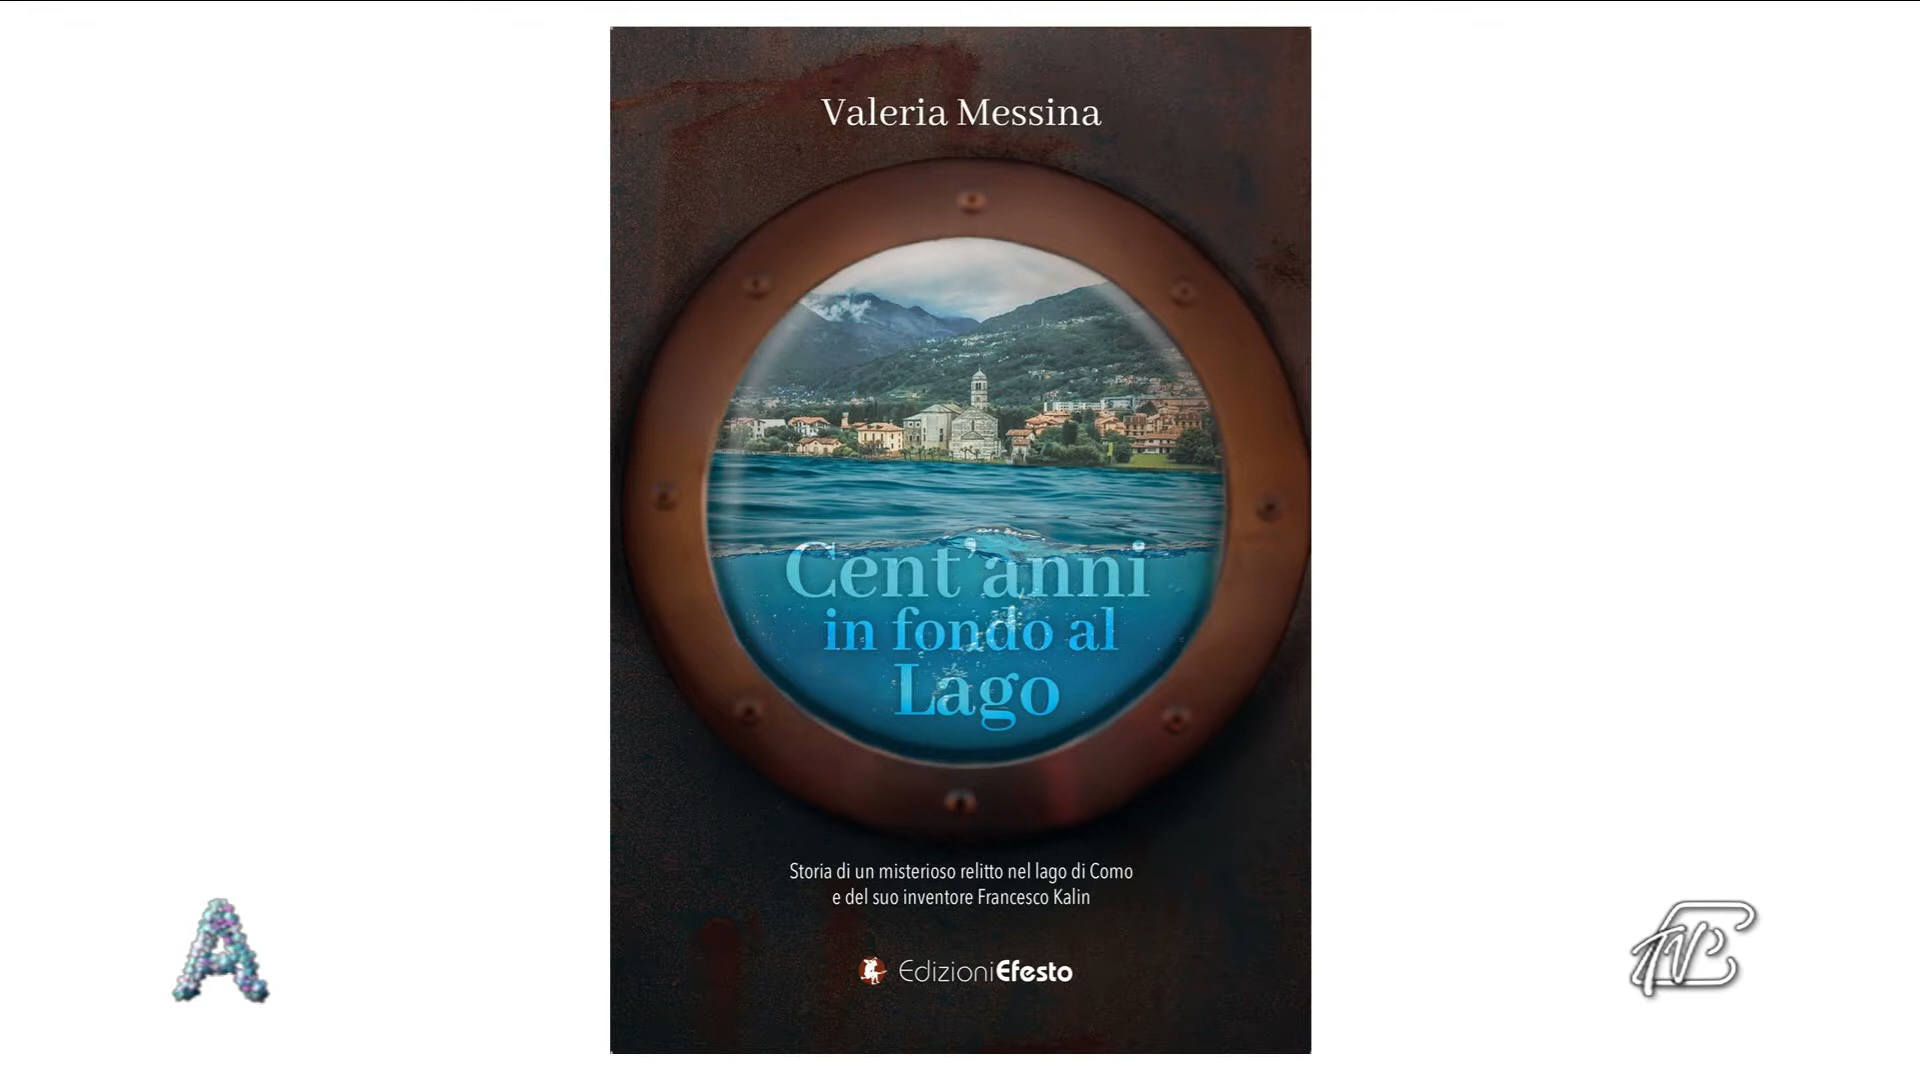 Valeria Messina
Cent'anni
in fondo al
Lago
Storia di un misterioso relitto nel lago di Como
e del suo inventore Francesco Kalin
EdizioniEfesto
A